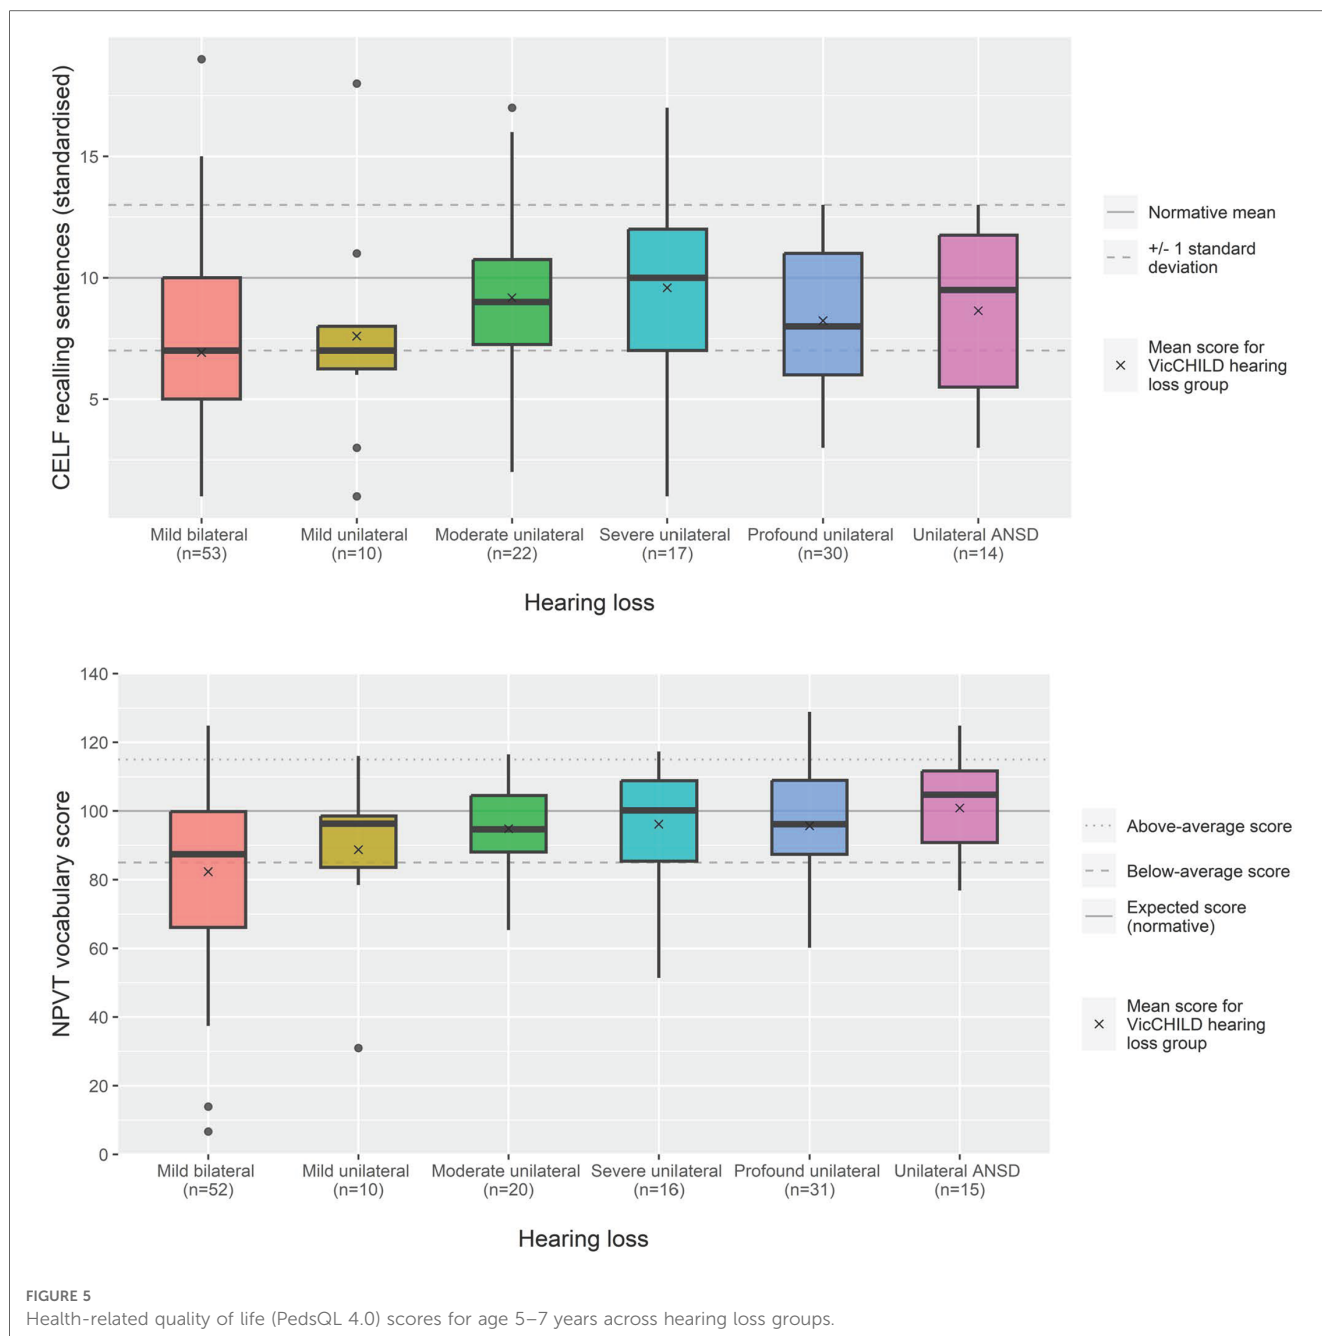 CELF recalling sentences (standardised)
15
10
5
Mild bilateral
(n=53)
Mild unilateral
(n=10)
Moderate unilateral
(n=22)
Severe unilateral
(n=17)
Profound unilateral
(n=30)
Unilateral ANSD
(n=14)
Hearing loss
Normative mean
+/- 1 standard
deviation
Mean score for
VicCHILD hearing
loss group
NPVT vocabulary score
140
120
100
80
60
40
20
0
Mild bilateral
(n=52)
Mild unilateral
(n=10)
Moderate unilateral
(n=20)
Severe unilateral
(n=16)
Profound unilateral
(n=31)
Unilateral ANSD
(n=15)
Hearing loss
Above-average score
Below-average score
Expected score
(normative)
Mean score for
VicCHILD hearing
loss group
FIGURE 5
Health-related quality of life (PedsQL 4.0) scores for age 5–7 years across hearing loss groups.